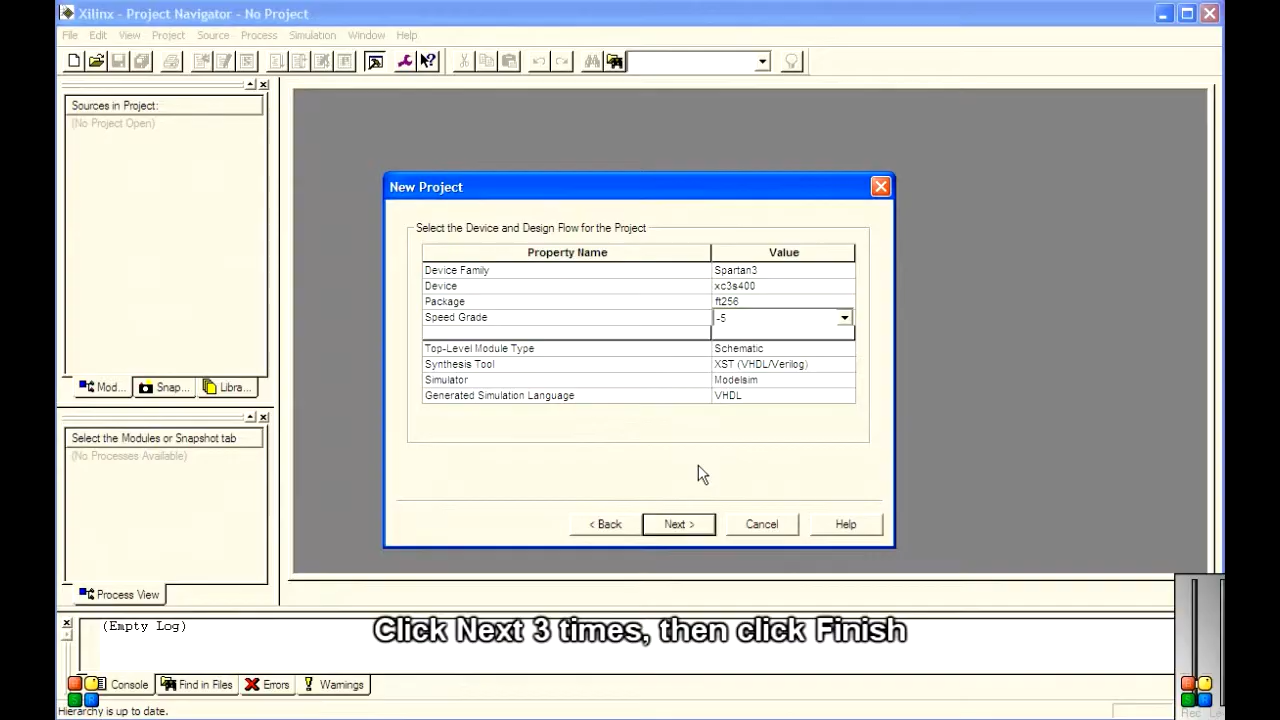 Xilinx - Project Navigator - No Project
File Edit View Project Source Process Simulation Window Help
Sources in Project:
(No Project Open)
Mod... Snap... Libra...
Select the Modules or Snapshot tab
(No Processes Available)
Process View
New Project
Select the Device and Design Flow for the Project
Property Name Value
Device Family Spartan3
Device xc3s400
Package ft256
Speed Grade -5
Top-Level Module Type Schematic
Synthesis Tool XST (VHDL/Verilog)
Simulator Modelsim
Generated Simulation Language VHDL
< Back Next > Cancel Help
(Empty Log)
Click Next 3 times, then click Finish
Console Find in Files Errors Warnings
Hierarchy is up to date.